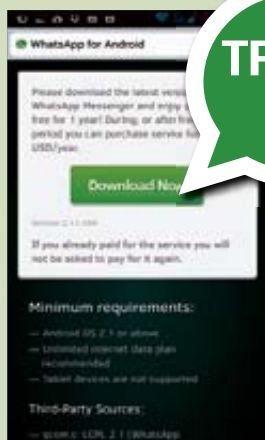 WhatsApp for Android
TR
Please download the latest
WhatsApp Messenger and enjoy
free for 1 year! During, or after
period you can purchase service
USD/year.
Download Now
If you already paid for the service you will
not be asked to pay for it again.
Minimum requirements:
— Android OS 2.1 or above
— Unlimited internet data plan
recommended
— Tablet devices are not supported
Third-Party Sources: